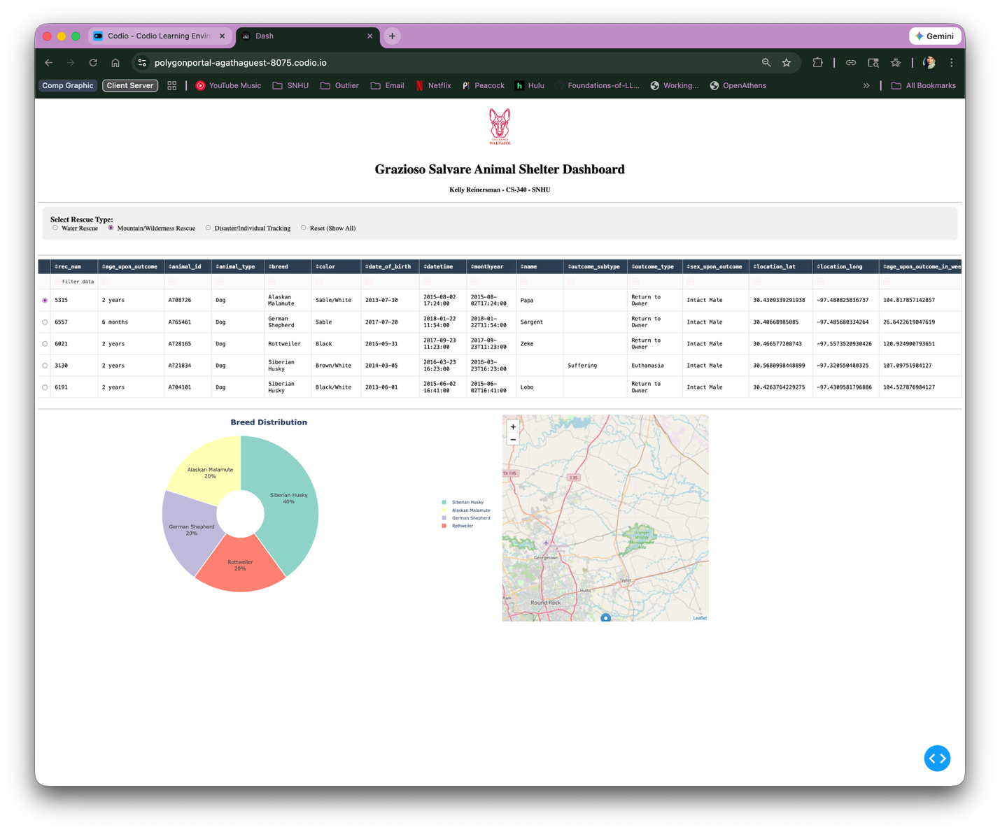 Codio - Codio Learning Envir
Dash
Gemini
polygonportal-agathaguest-8075.codio.io
Comp Graphic
Client Server
YouTube Music
SNHU
Outlier
Email
Netflix
Peacock
Hulu
Foundations-of-LL...
Working...
OpenAthens
All Bookmarks
SALVARE
Grazioso Salvare Animal Shelter Dashboard
Kelly Reinersman - CS-340 - SNHU
Select Rescue Type:
Water Rescue Mountain/Wilderness Rescue Disaster/Individual Tracking Reset (Show All)
rec_num age_upon_outcome animal_id animal_type breed color date_of_birth datetime monthyear name outcome_subtype outcome_type sex_upon_outcome location_lat location_long age_upon_outcome_in_wee
filter data
5315 2 years A708726 Dog Alaskan Malamute Sable/White 2013-07-30 2015-08-02 17:24:00 2015-08-02T17:24:00 Papa Return to Owner Intact Male 30.4309339291938 -97.480825836737 104.817857142857
6557 6 months A765461 Dog German Shepherd Sable 2017-07-20 2018-01-22 11:54:00 2018-01-22T11:54:00 Sargent Return to Owner Intact Male 30.40668985085 -97.485680334264 26.6422619047619
6021 2 years A728165 Dog Rottweiler Black 2015-05-31 2017-09-23 11:23:00 2017-09-23T11:23:00 Zeke Return to Owner Intact Male 30.466577208743 -97.5573520930426 120.924900793651
3130 2 years A721834 Dog Siberian Husky Brown/White 2014-03-05 2016-03-23 16:23:00 2016-03-23T16:23:00 Suffering Euthanasia Intact Male 30.5680998448899 -97.320550480325 107.09751984127
6191 2 years A704101 Dog Siberian Husky Black/White 2013-06-01 2015-06-02 16:41:00 2015-06-02T16:41:00 Lobo Return to Owner Intact Male 30.4263764229275 -97.4309581796886 104.527876984127
Breed Distribution
Alaskan Malamute
20%
Siberian Husky
40%
German Shepherd
20%
Rottweiler
20%
Siberian Husky
Alaskan Malamute
German Shepherd
Rottweiler
+
−
TX 195
I 35
Granger
Wildlife
Management
Area
Georgetown
Taylor
Hutto
Park
Round Rock
Leaflet